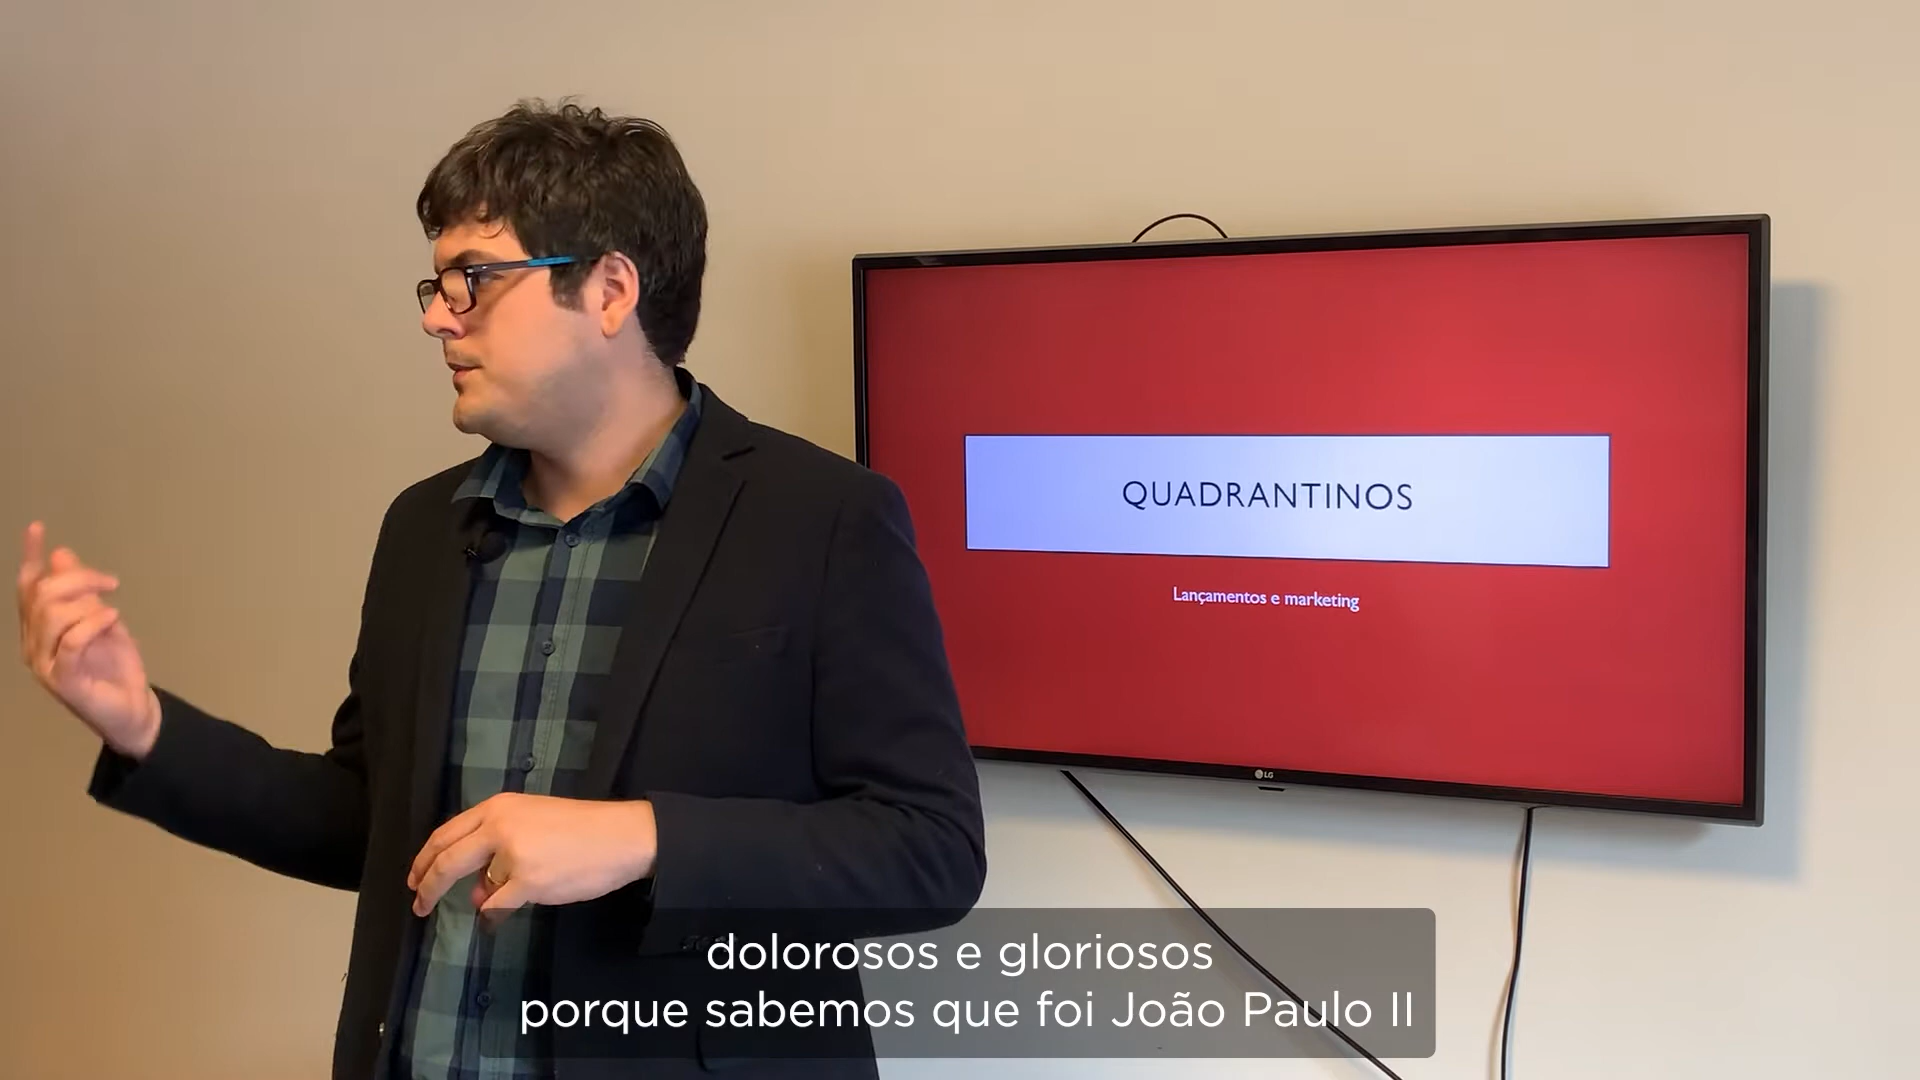 QUADRANTINOS
Lançamentos e marketing
LG
dolorosos e gloriosos
porque sabemos que foi João Paulo II